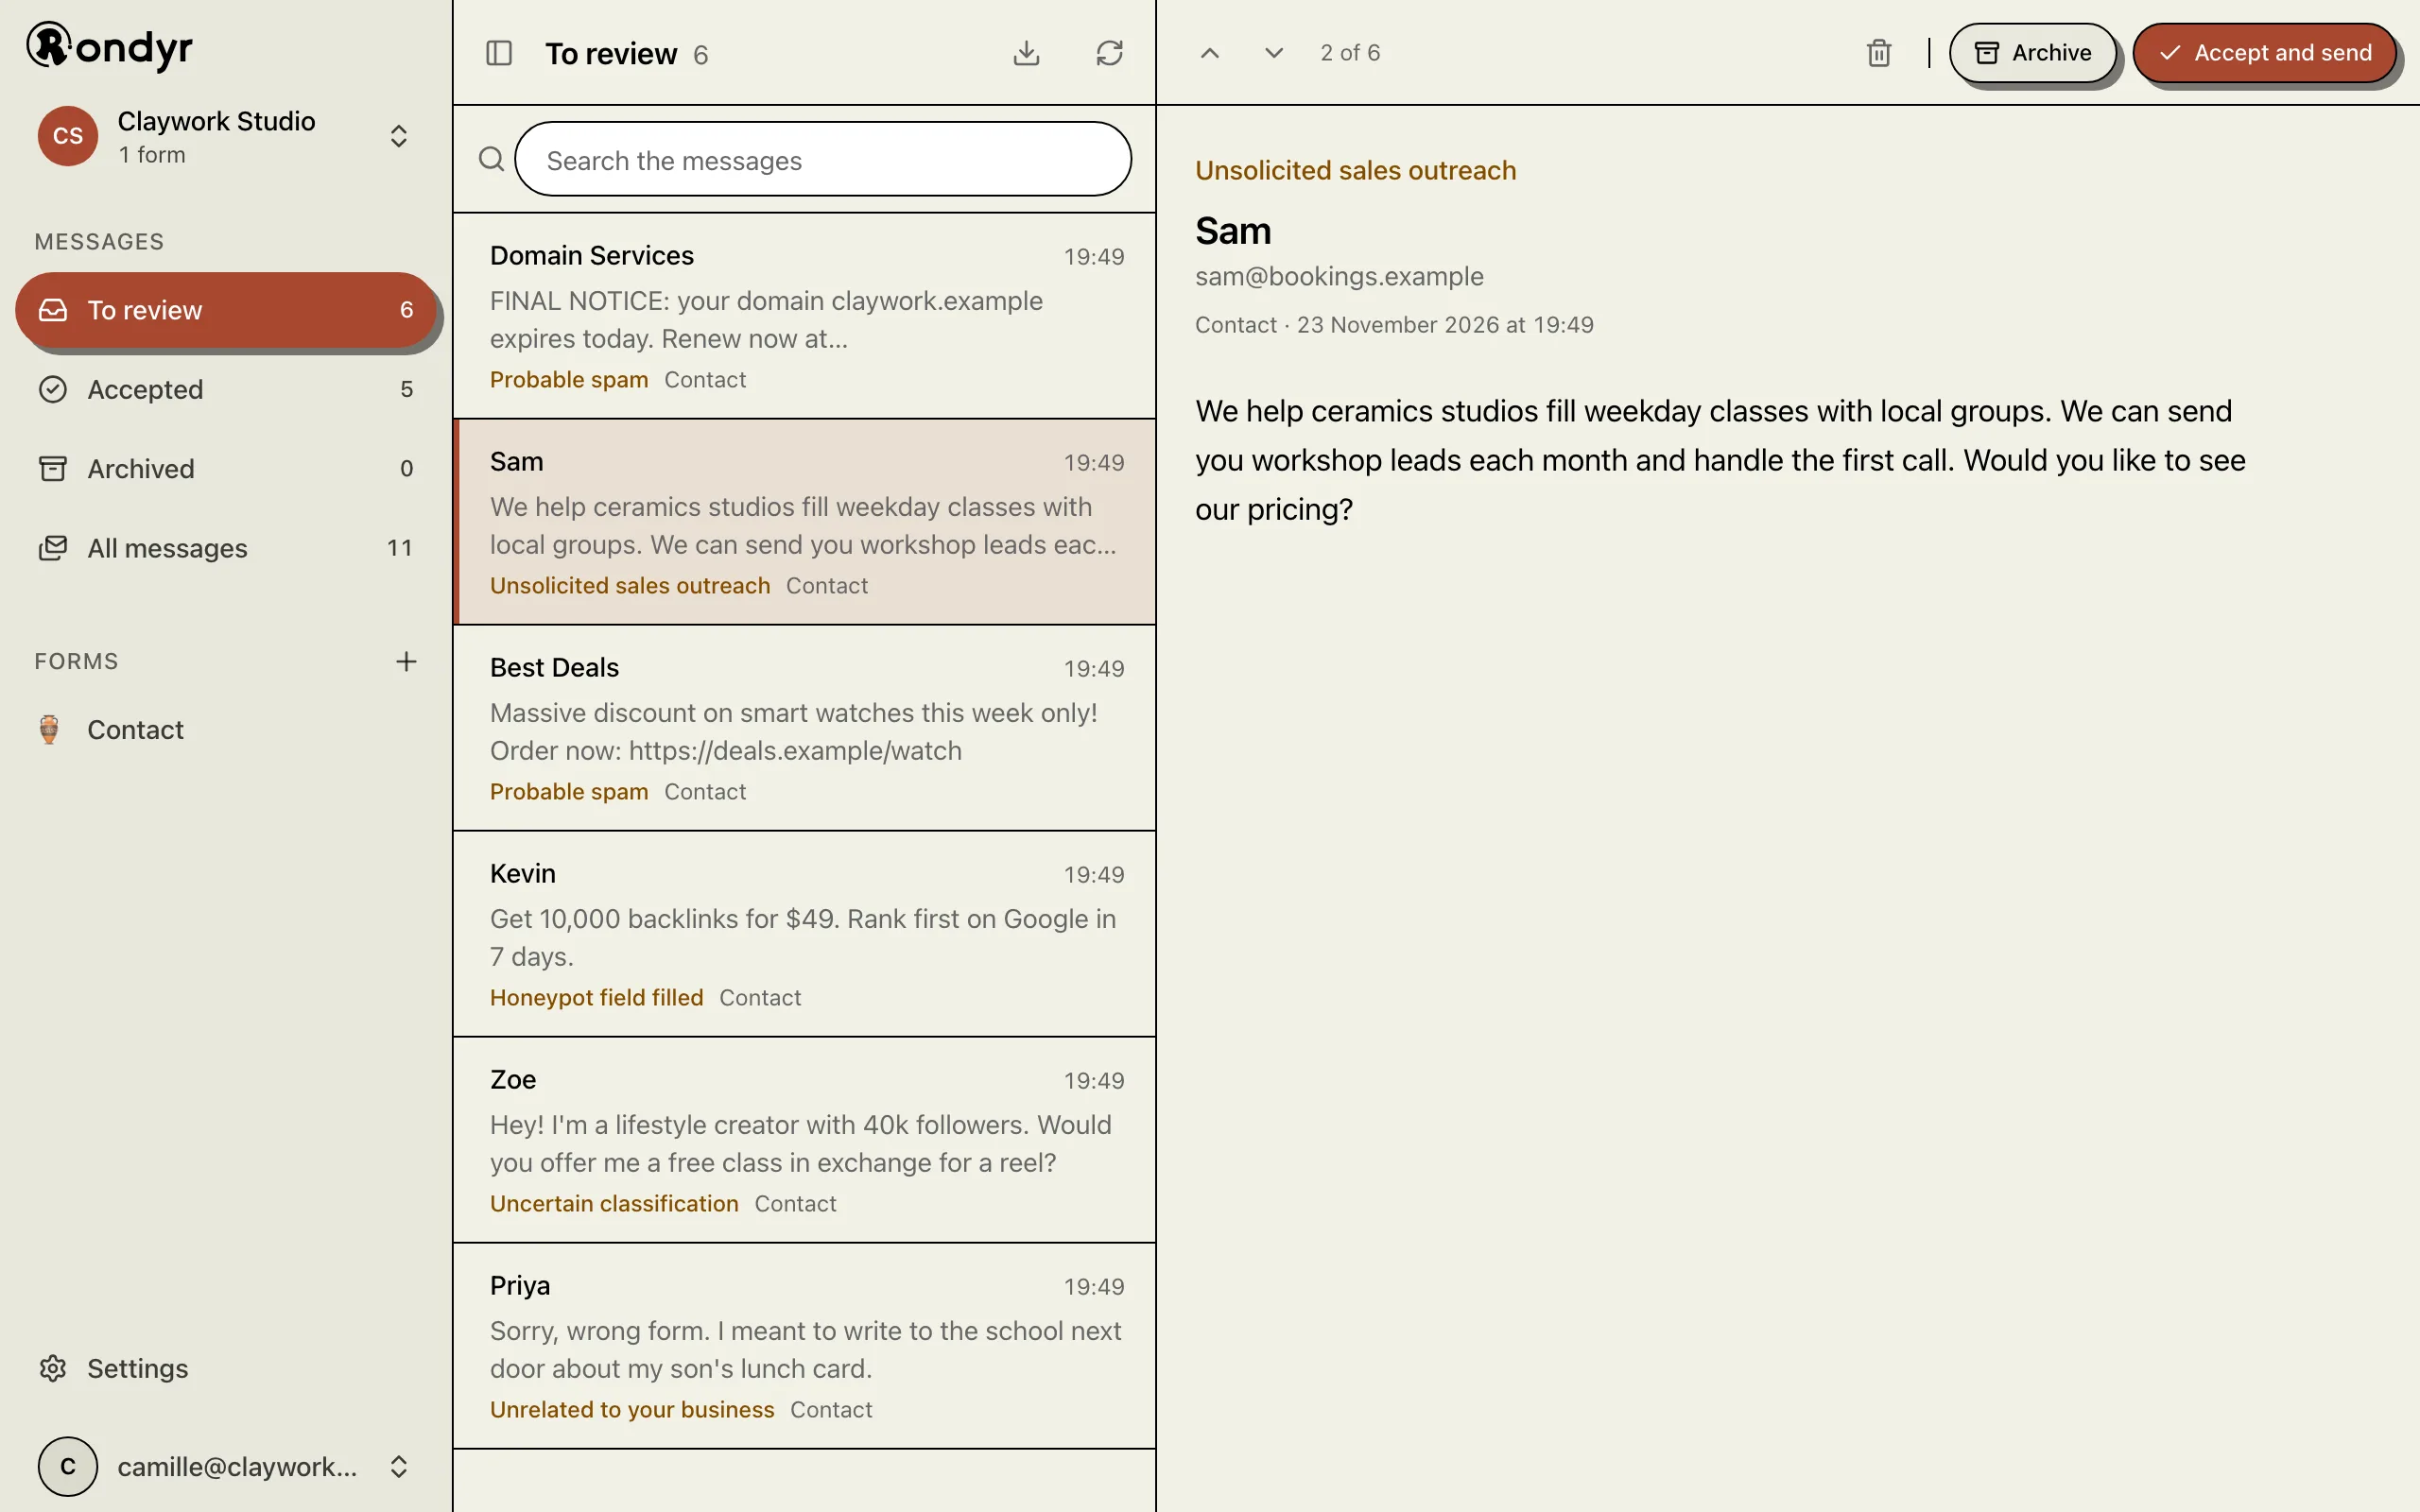 Rondyr
CS
Claywork Studio
1 form
MESSAGES
To review 6
Accepted 5
Archived 0
All messages 11
FORMS
Contact
Settings
C
camille@claywork...
To review 6
Search the messages
Domain Services 19:49
FINAL NOTICE: your domain claywork.example
expires today. Renew now at...
Probable spam Contact
Sam 19:49
We help ceramics studios fill weekday classes with
local groups. We can send you workshop leads eac...
Unsolicited sales outreach Contact
Best Deals 19:49
Massive discount on smart watches this week only!
Order now: https://deals.example/watch
Probable spam Contact
Kevin 19:49
Get 10,000 backlinks for $49. Rank first on Google in
7 days.
Honeypot field filled Contact
Zoe 19:49
Hey! I'm a lifestyle creator with 40k followers. Would
you offer me a free class in exchange for a reel?
Uncertain classification Contact
Priya 19:49
Sorry, wrong form. I meant to write to the school next
door about my son's lunch card.
Unrelated to your business Contact
2 of 6
Archive
Accept and send
Unsolicited sales outreach
Sam
sam@bookings.example
Contact · 23 November 2026 at 19:49
We help ceramics studios fill weekday classes with local groups. We can send
you workshop leads each month and handle the first call. Would you like to see
our pricing?